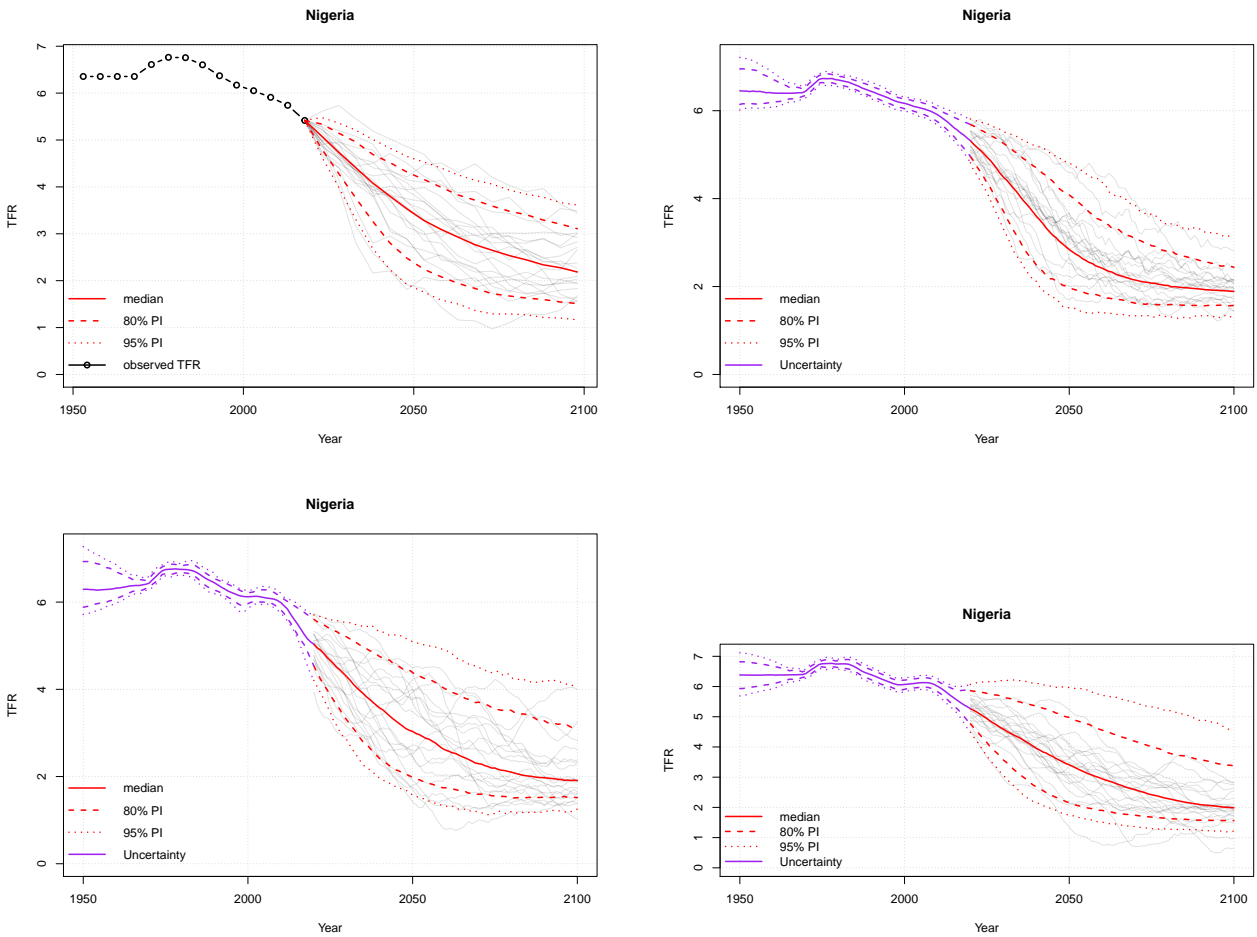 Nigeria
TFR
7
6
5
4
3
2
1
0
median
80% PI
95% PI
observed TFR
1950 2000 2050 2100
Year
Nigeria
TFR
6
4
2
0
median
80% PI
95% PI
Uncertainty
1950 2000 2050 2100
Year
Nigeria
TFR
6
4
2
0
median
80% PI
95% PI
Uncertainty
1950 2000 2050 2100
Year
Nigeria
TFR
7
6
5
4
3
2
1
0
median
80% PI
95% PI
Uncertainty
1950 2000 2050 2100
Year